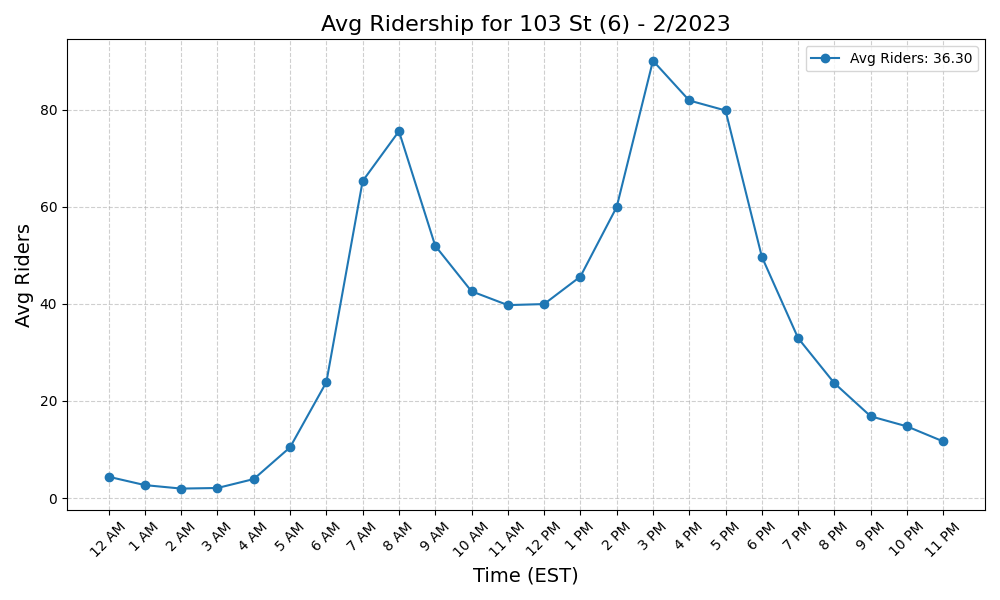 Avg Ridership for 103 St (6) - 2/2023
Avg Riders: 36.30
Avg Riders
80
60
40
20
0
12 AM
1 AM
2 AM
3 AM
4 AM
5 AM
6 AM
7 AM
8 AM
9 AM
10 AM
11 AM
12 PM
1 PM
2 PM
3 PM
4 PM
5 PM
6 PM
7 PM
8 PM
9 PM
10 PM
11 PM
Time (EST)